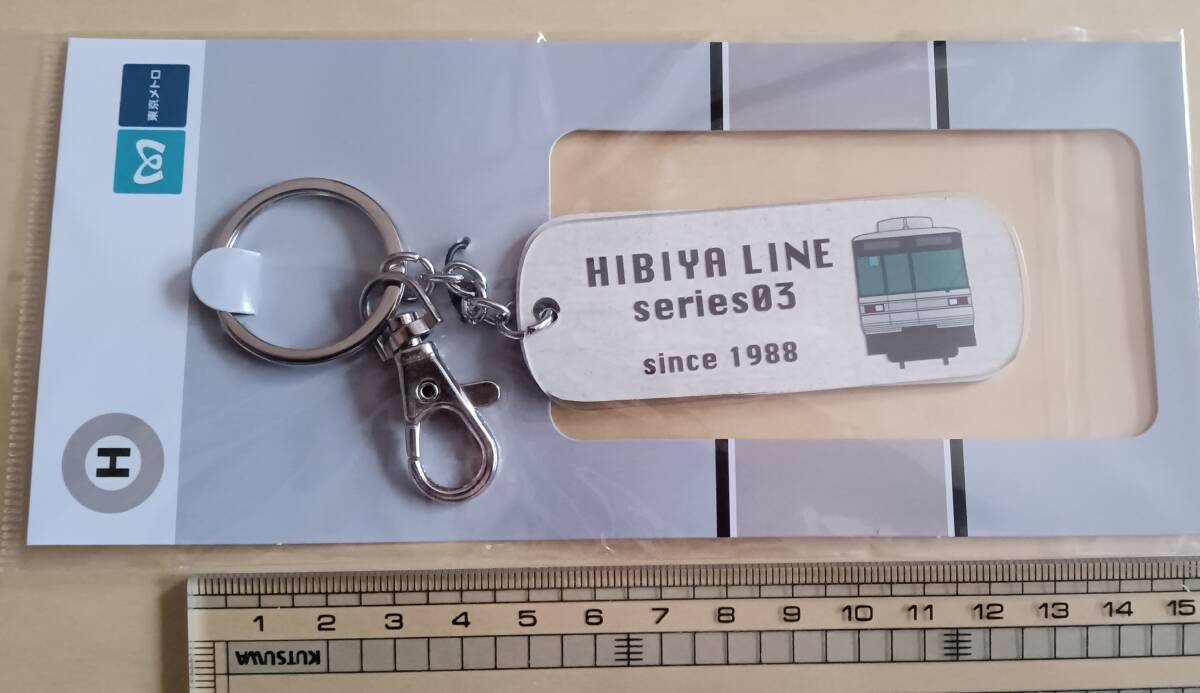 東京メトロ
H
HIBIYA LINE
series03
since 1988
1 2 3 4 5 6 7 8 9 10 11 12 13 14 15
KUTSUWA